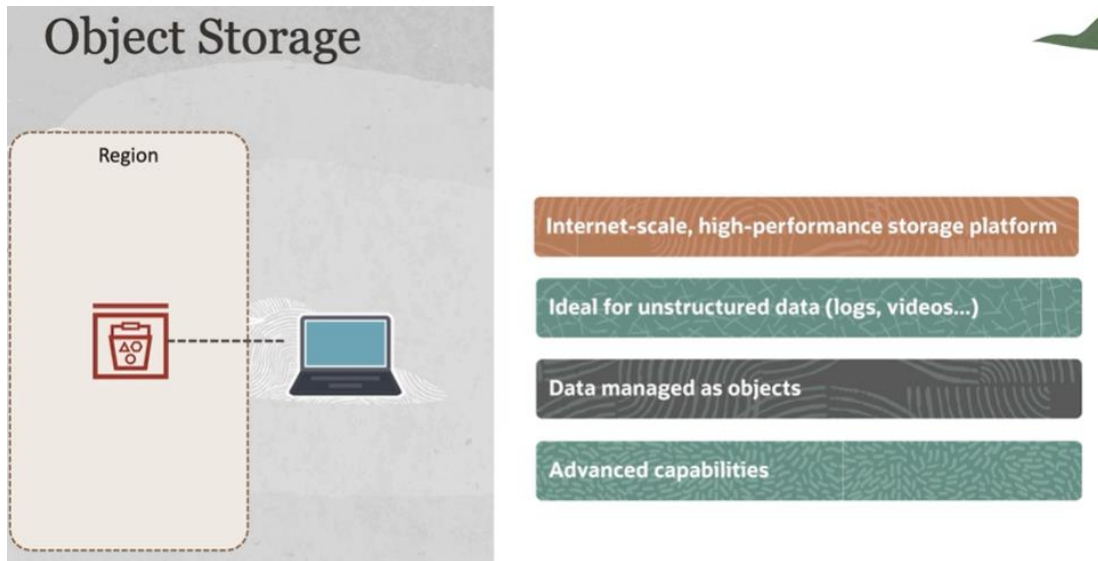 Object Storage
Region
Internet-scale, high-performance storage platform
Ideal for unstructured data (logs, videos...)
Data managed as objects
Advanced capabilities